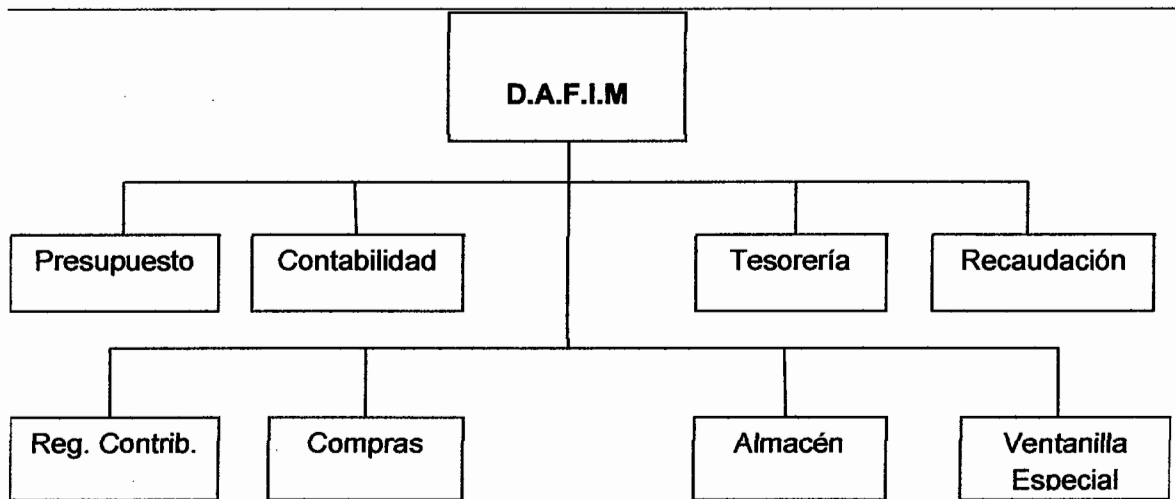 D.A.F.I.M
Presupuesto
Contabilidad
Tesorería
Recaudación
Reg. Contrib.
Compras
Almacén
Ventanilla
Especial